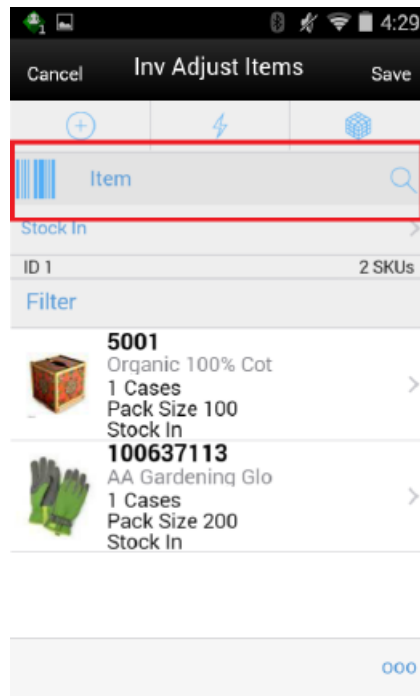 1 4:29
Cancel Inv Adjust Items Save
Item
Stock In
ID 1 2 SKUs
Filter
5001
Organic 100% Cot
1 Cases
Pack Size 100
Stock In
100637113
AA Gardening Glo
1 Cases
Pack Size 200
Stock In
ooo